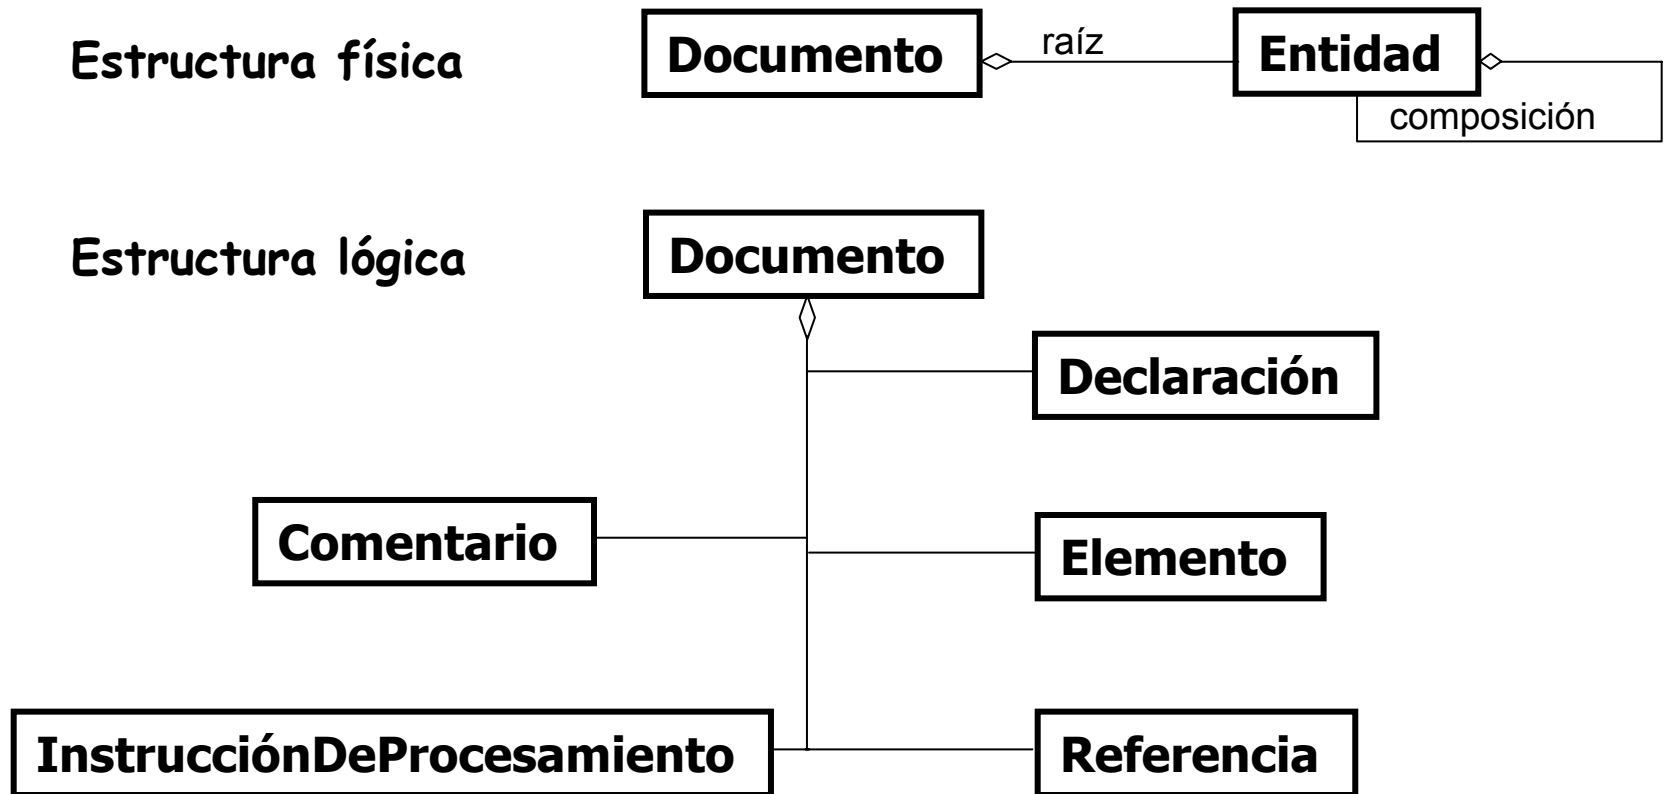 Estructura física
Documento
raíz
Entidad
composición
Estructura lógica
Documento
Declaración
Comentario
Elemento
InstrucciónDeProcesamiento
Referencia